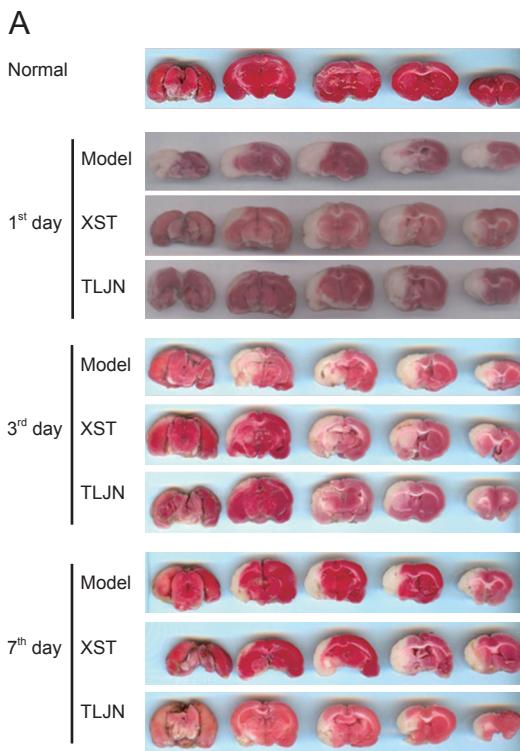 A
Normal
Model
1st day
XST
TLJN
Model
3rd day
XST
TLJN
Model
7th day
XST
TLJN